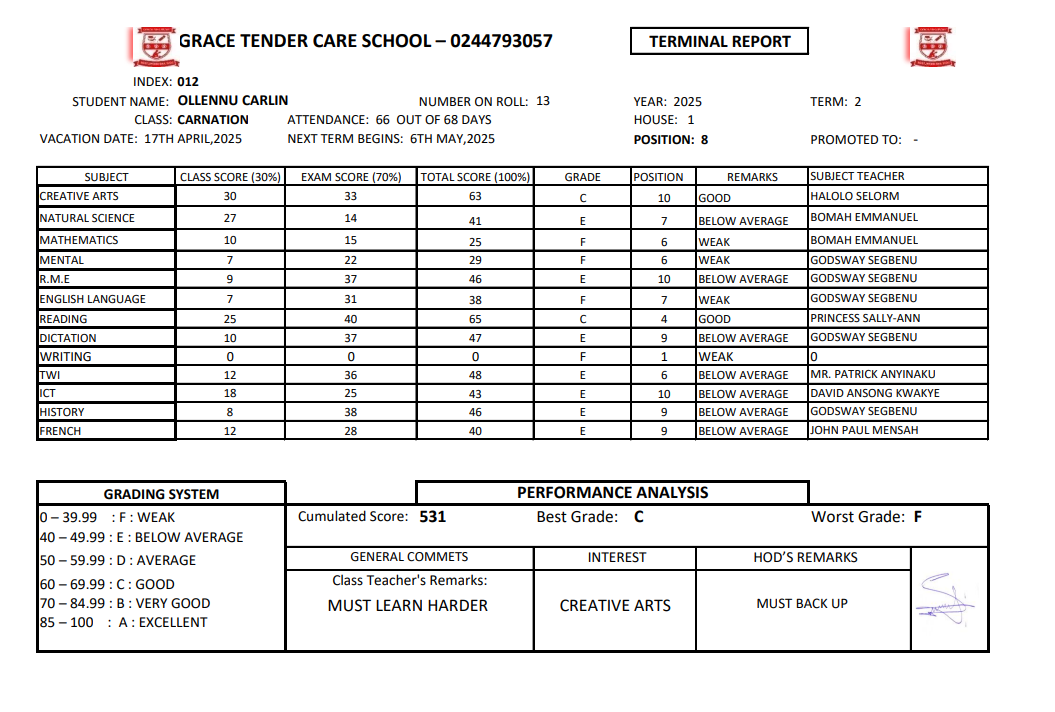 GRACE TENDER CARE SCHOOL – 0244793057
TERMINAL REPORT
INDEX: 012
STUDENT NAME: OLLENNU CARLIN NUMBER ON ROLL: 13 YEAR: 2025 TERM: 2
CLASS: CARNATION ATTENDANCE: 66 OUT OF 68 DAYS HOUSE: 1
VACATION DATE: 17TH APRIL,2025 NEXT TERM BEGINS: 6TH MAY,2025 POSITION: 8 PROMOTED TO: -
SUBJECT CLASS SCORE (30%) EXAM SCORE (70%) TOTAL SCORE (100%) GRADE POSITION REMARKS SUBJECT TEACHER
CREATIVE ARTS 30 33 63 C 10 GOOD HALOLO SELORM
NATURAL SCIENCE 27 14 41 E 7 BELOW AVERAGE BOMAH EMMANUEL
MATHEMATICS 10 15 25 F 6 WEAK BOMAH EMMANUEL
MENTAL 7 22 29 F 6 WEAK GODSWAY SEGBENU
R.M.E 9 37 46 E 10 BELOW AVERAGE GODSWAY SEGBENU
ENGLISH LANGUAGE 7 31 38 F 7 WEAK GODSWAY SEGBENU
READING 25 40 65 C 4 GOOD PRINCESS SALLY-ANN
DICTATION 10 37 47 E 9 BELOW AVERAGE GODSWAY SEGBENU
WRITING 0 0 0 F 1 WEAK 0
TWI 12 36 48 E 6 BELOW AVERAGE MR. PATRICK ANYINAKU
ICT 18 25 43 E 10 BELOW AVERAGE DAVID ANSONG KWAKYE
HISTORY 8 38 46 E 9 BELOW AVERAGE GODSWAY SEGBENU
FRENCH 12 28 40 E 9 BELOW AVERAGE JOHN PAUL MENSAH
GRADING SYSTEM
0 – 39.99 : F : WEAK
40 – 49.99 : E : BELOW AVERAGE
50 – 59.99 : D : AVERAGE
60 – 69.99 : C : GOOD
70 – 84.99 : B : VERY GOOD
85 – 100 : A : EXCELLENT
PERFORMANCE ANALYSIS
Cumulated Score: 531 Best Grade: C Worst Grade: F
GENERAL COMMETS INTEREST HOD'S REMARKS
Class Teacher's Remarks:
MUST LEARN HARDER CREATIVE ARTS MUST BACK UP